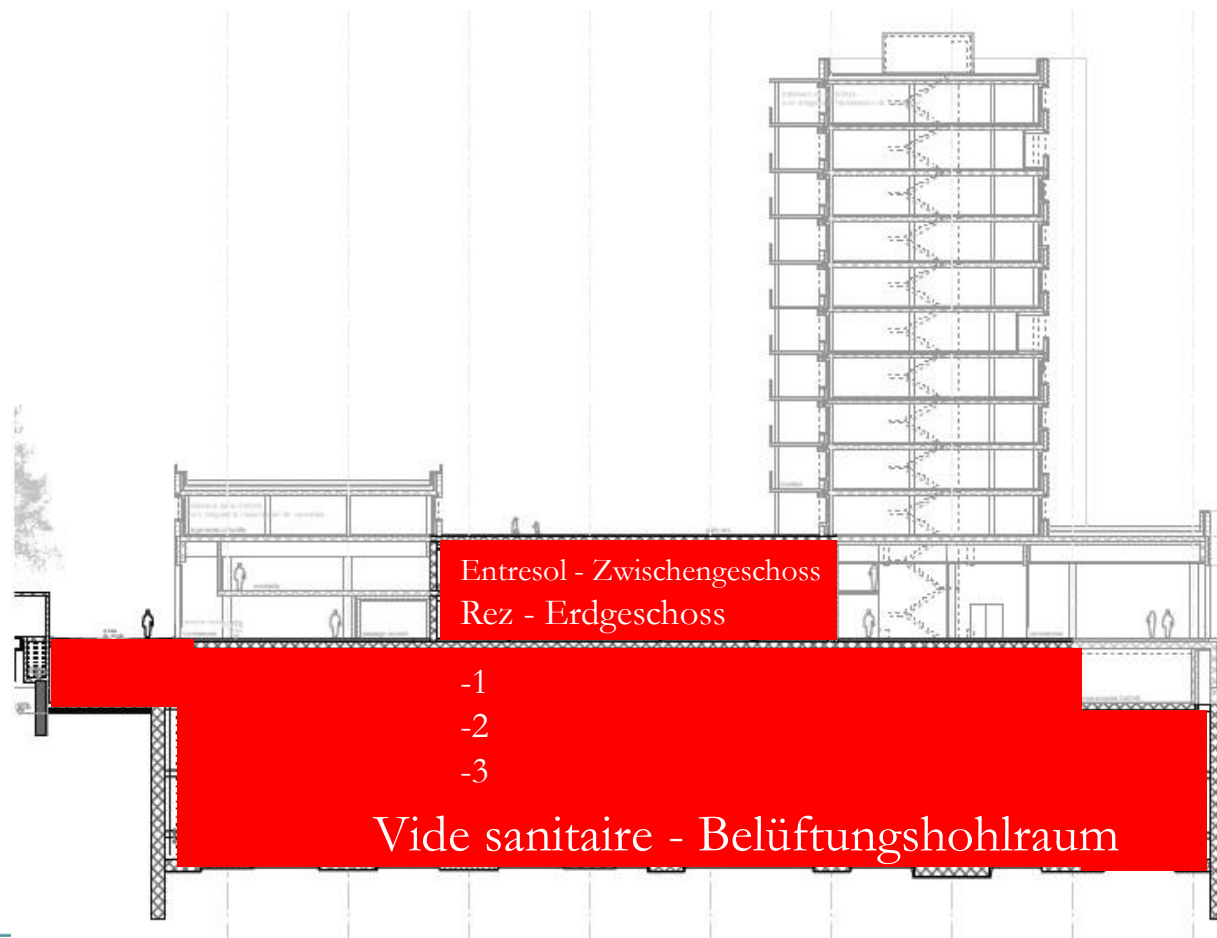 Entresol - Zwischengeschoss
Rez - Erdgeschoss
-1
-2
-3
Vide sanitaire - Belüftungshohlraum